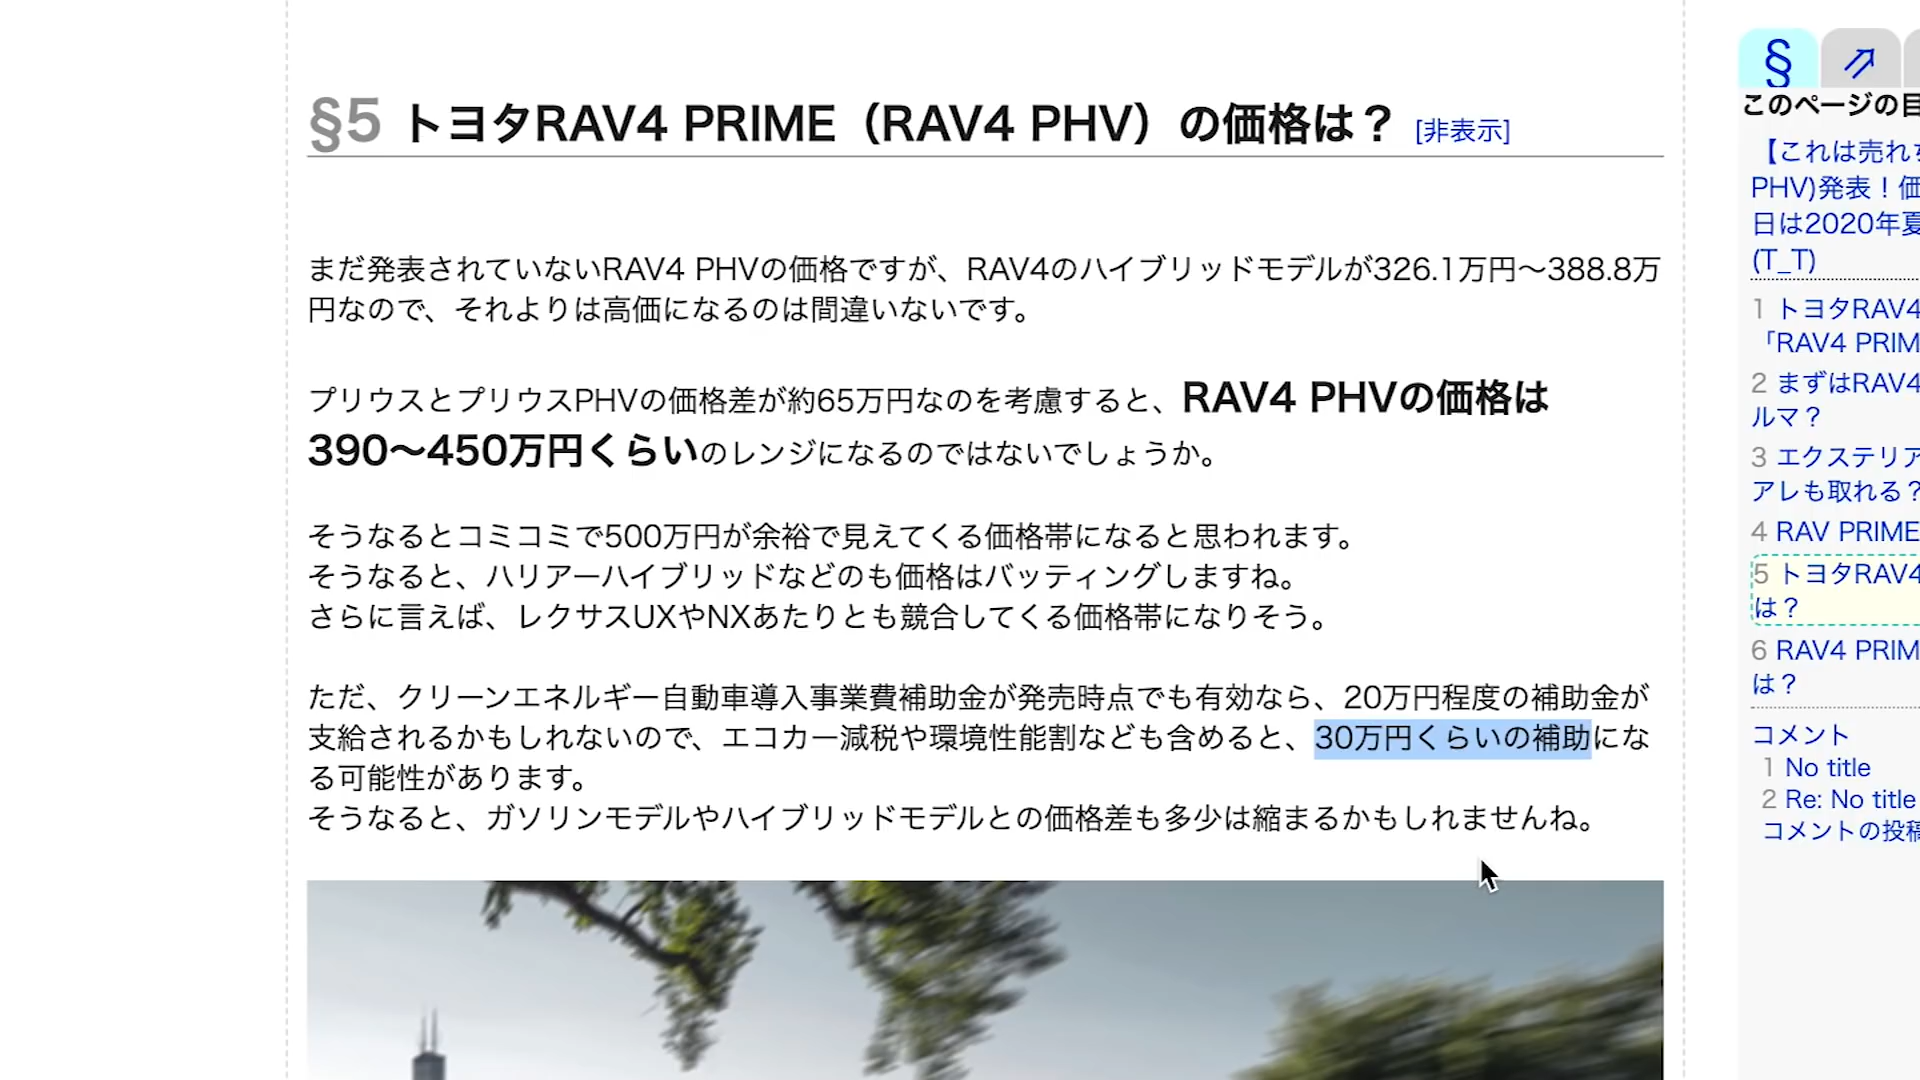 §5 トヨタRAV4 PRIME（RAV4 PHV）の価格は？ [非表示]
まだ発表されていないRAV4 PHVの価格ですが、RAV4のハイブリッドモデルが326.1万円〜388.8万
円なので、それよりは高価になるのは間違いないです。
プリウスとプリウスPHVの価格差が約65万円なのを考慮すると、RAV4 PHVの価格は
390〜450万円くらいのレンジになるのではないでしょうか。
そうなるとコミコミで500万円が余裕で見えてくる価格帯になると思われます。
そうなると、ハリアーハイブリッドなどのも価格はバッティングしますね。
さらに言えば、レクサスUXやNXあたりとも競合してくる価格帯になりそう。
ただ、クリーンエネルギー自動車導入事業費補助金が発売時点でも有効なら、20万円程度の補助金が
支給されるかもしれないので、エコカー減税や環境性能割なども含めると、30万円くらいの補助にな
る可能性があります。
そうなると、ガソリンモデルやハイブリッドモデルとの価格差も多少は縮まるかもしれませんね。
§
このページの目
【これは売れ
PHV)発表！価
日は2020年夏
(T_T)
1 トヨタRAV4
「RAV4 PRIM
2 まずはRAV4
ルマ？
3 エクステリア
アレも取れる？
4 RAV PRIME
5 トヨタRAV4
は？
6 RAV4 PRIM
は？
コメント
1 No title
2 Re: No title
コメントの投稿